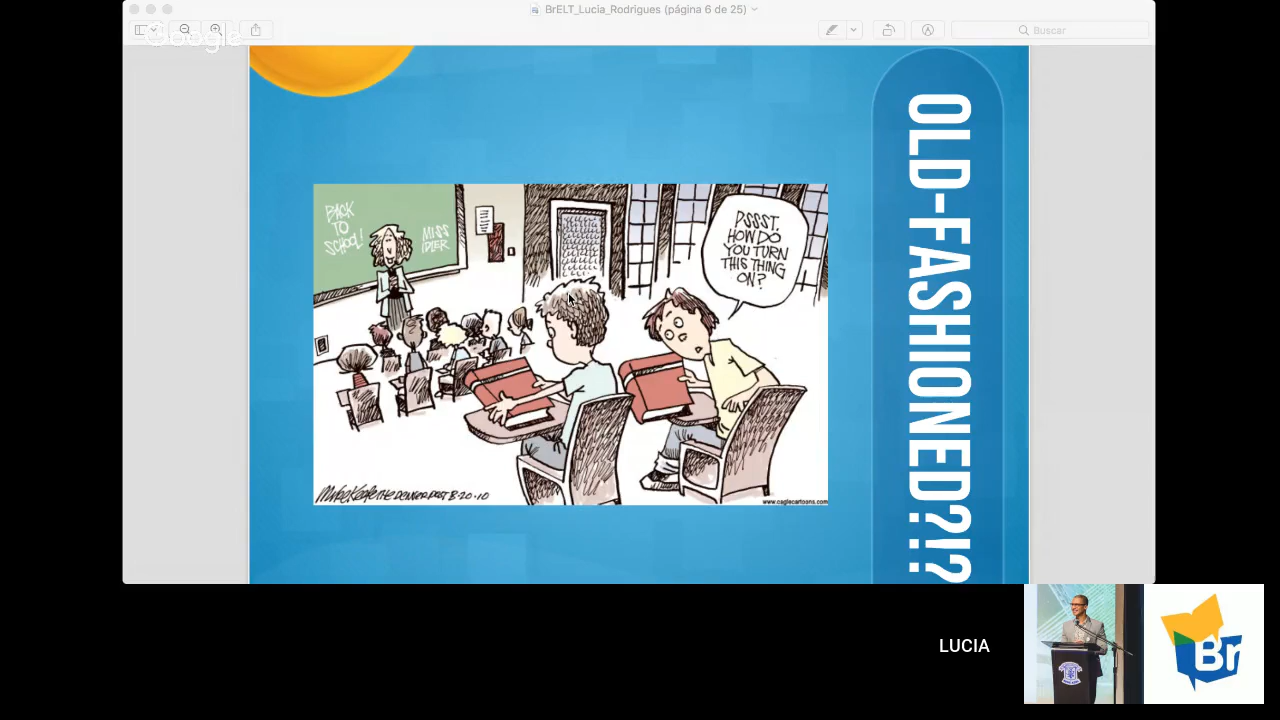 BrELT_Lucia_Rodrigues (página 6 de 25)
Google
Buscar
OLD-FASHIONED?!?
BACK
TO
SCHOOL!
MISS
IDLER
PSSST.
HOW DO
YOU TURN
THIS THING
ON?
THE DENVER POST 8-20-10
www.caglecartoons.com
LUCIA
Br